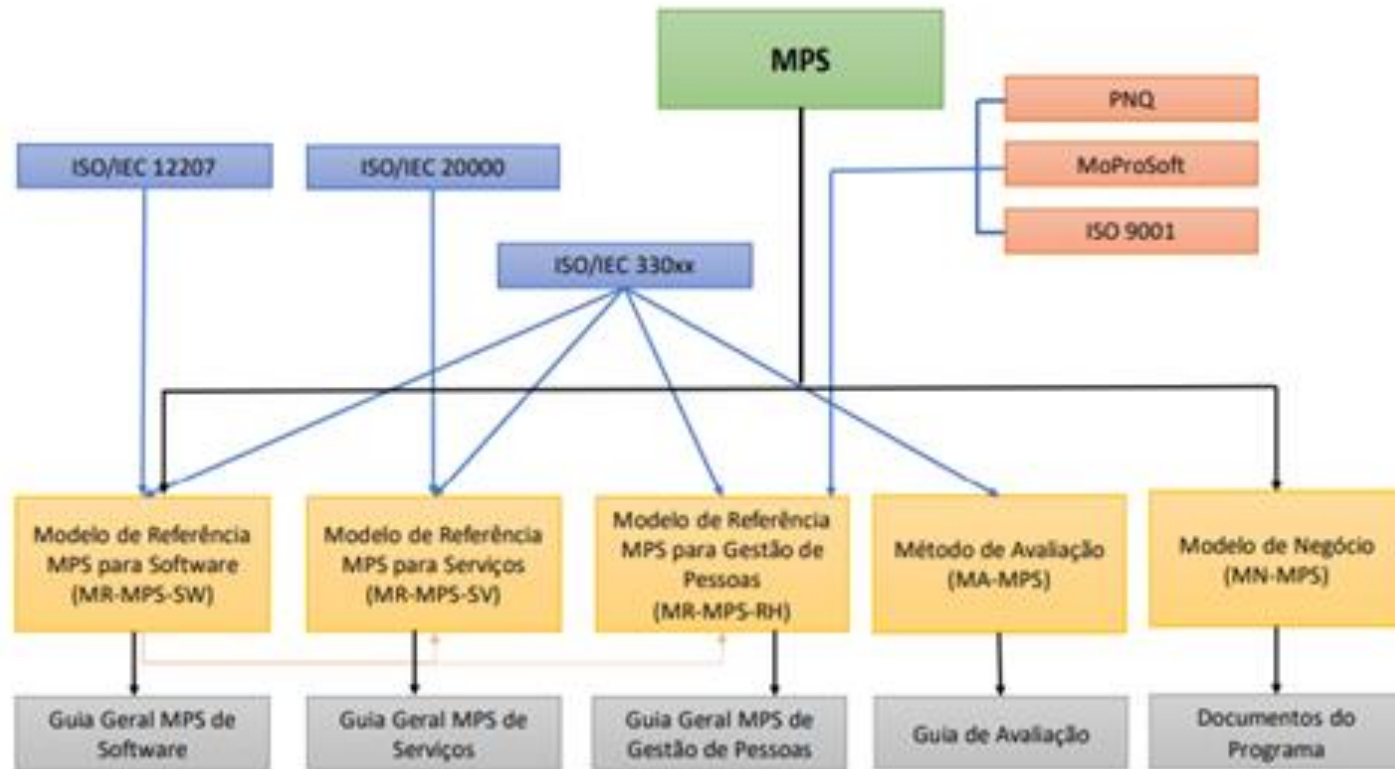 MPS
PNQ
ISO/IEC 12207
ISO/IEC 20000
MoProSoft
ISO 9001
ISO/IEC 330xx
Modelo de Referência
MPS para Software
(MR-MPS-SW)
Modelo de Referência
MPS para Serviços
(MR-MPS-SV)
Modelo de Referência
MPS para Gestão de
Pessoas
(MR-MPS-RH)
Método de Avaliação
(MA-MPS)
Modelo de Negócio
(MN-MPS)
Guia Geral MPS de
Software
Guia Geral MPS de
Serviços
Guia Geral MPS de
Gestão de Pessoas
Guia de Avaliação
Documentos do
Programa